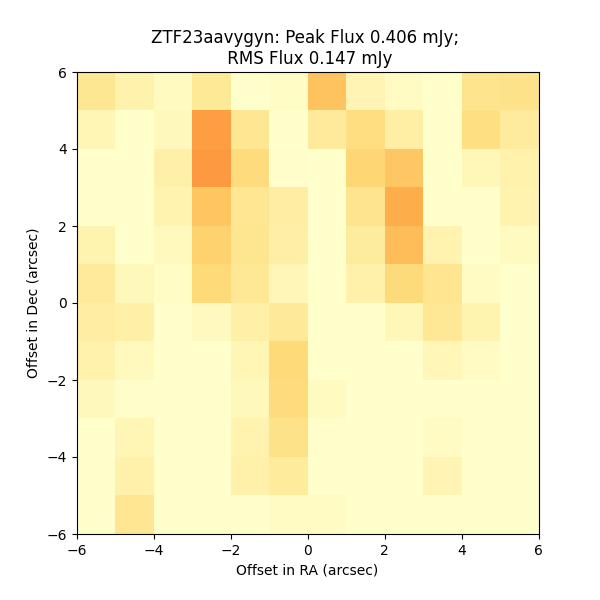 ZTF23aavygyn: Peak Flux 0.406 mJy;
RMS Flux 0.147 mJy
6
4
2
0
−2
−4
−6
Offset in Dec (arcsec)
−6 −4 −2 0 2 4 6
Offset in RA (arcsec)